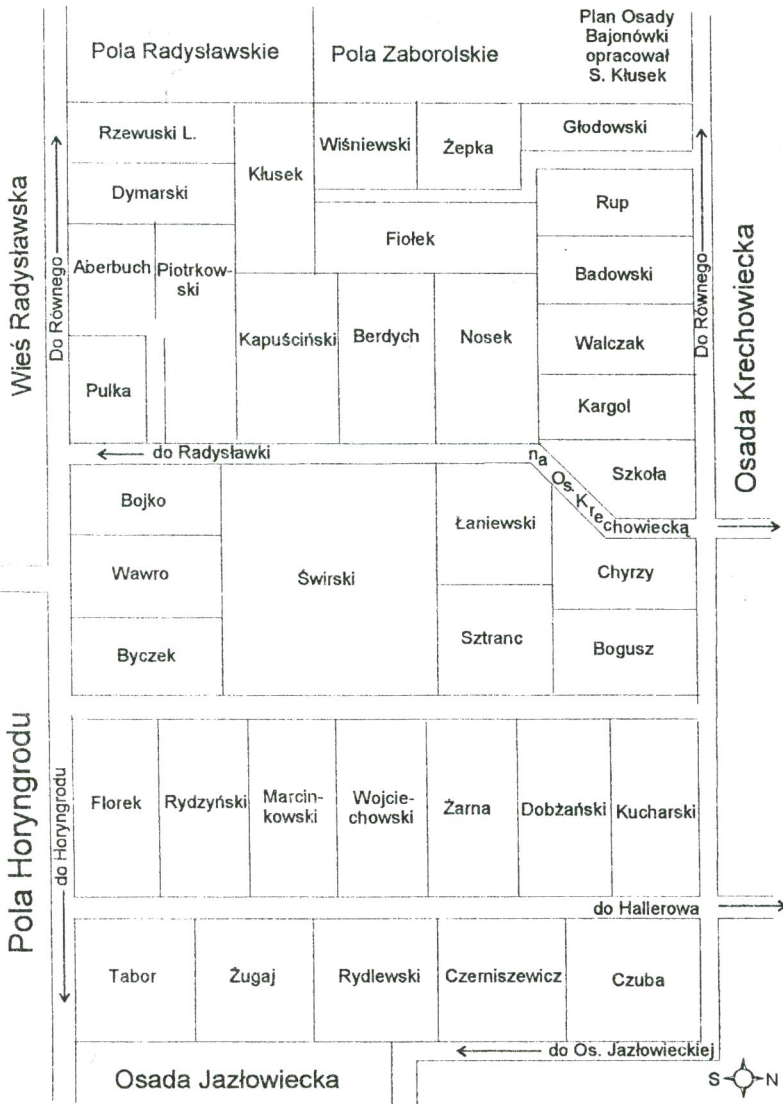 Plan Osady
Bajonówki
opracował
S. Kłusek
Pola Radysławskie
Pola Zaborolskie
Rzewuski L.
Kłusek
Wiśniewski
Żepka
Głodowski
Dymarski
Rup
Fiołek
Aberbuch
Piotrkow-
ski
Badowski
Kapuściński
Berdych
Nosek
Walczak
Pulka
Kargol
Szkoła
Wieś Radysławska
Do Równego
Do Równego
Osada Krechowiecka
do Radysławki
na Os. Krechowiecką
Bojko
Łaniewski
Wawro
Świrski
Chyrzy
Byczek
Sztranc
Bogusz
Pola Horyngrodu
do Horyngrodu
Florek
Rydzyński
Marcin-
kowski
Wojcie-
chowski
Żarna
Dobżański
Kucharski
do Hallerowa
Tabor
Żugaj
Rydlewski
Czerniszewicz
Czuba
do Os. Jazłowieckiej
Osada Jazłowiecka
S N